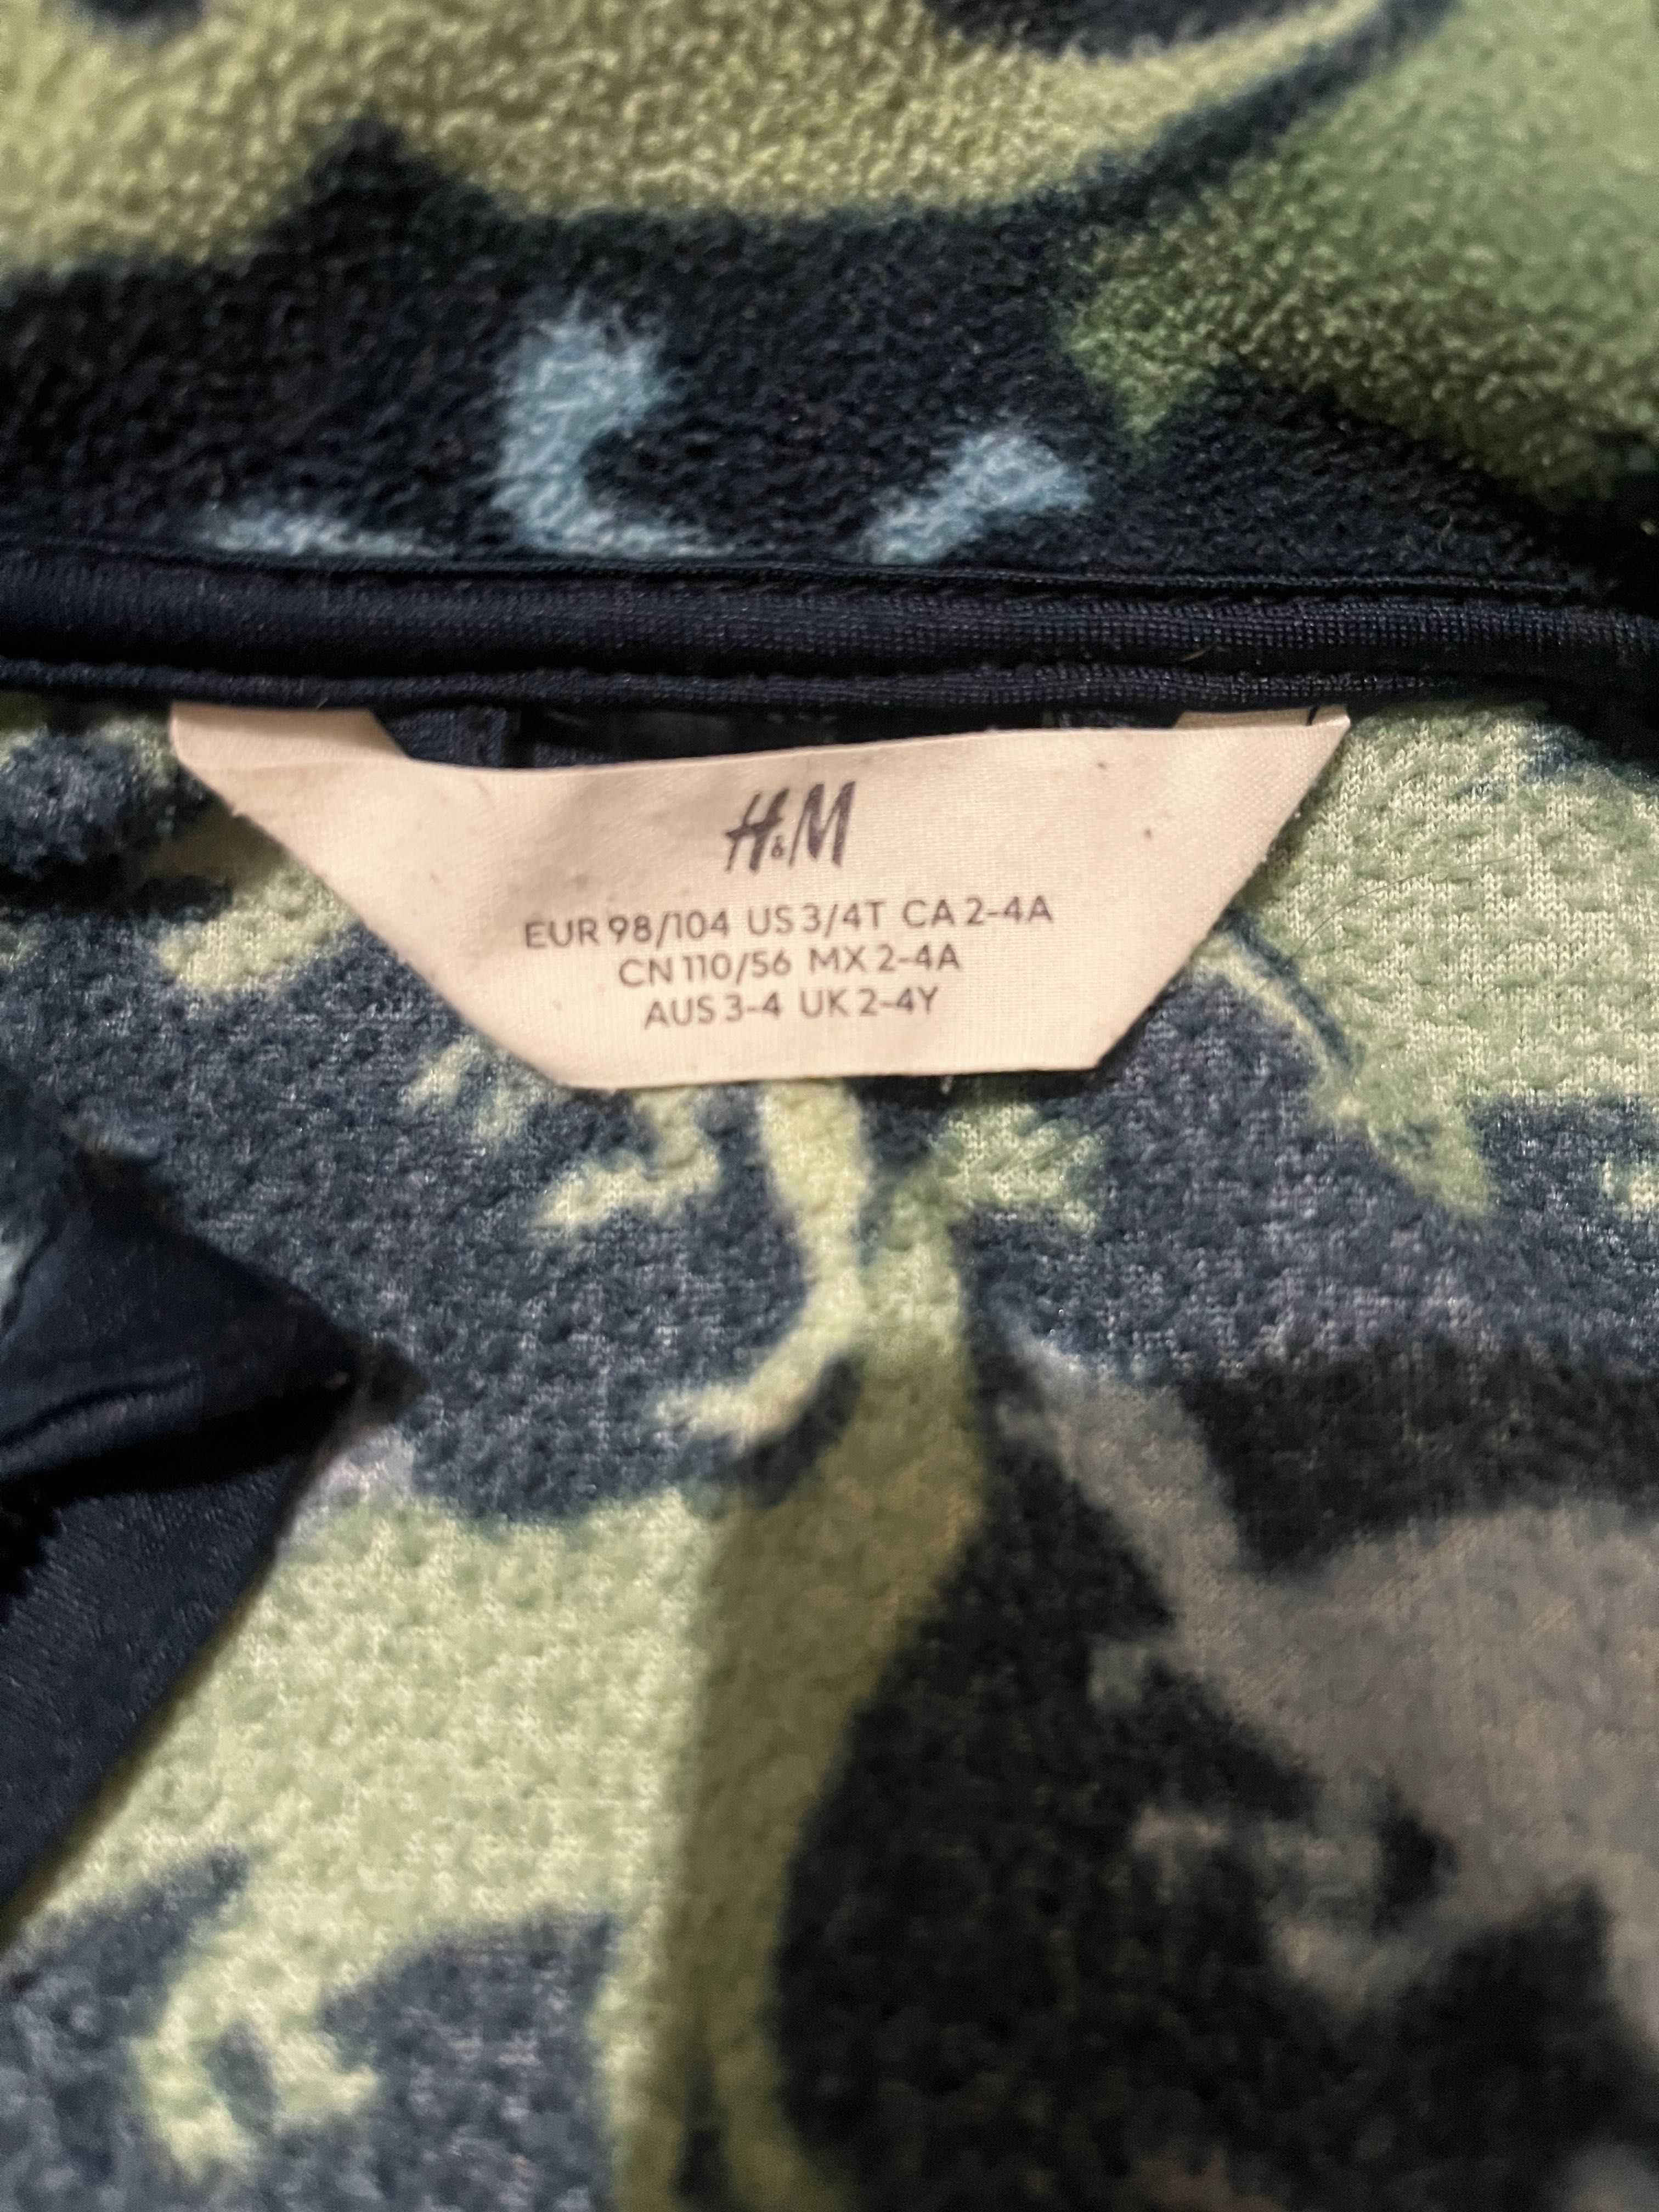 H&M
EUR 98/104 US 3/4T CA 2-4A
CN 110/56 MX 2-4A
AUS 3-4 UK 2-4Y